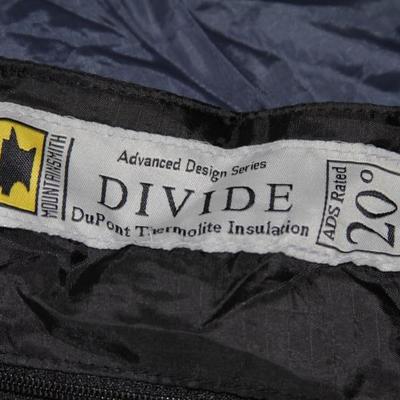 MOUNTAINSMITH
Advanced Design Series
DIVIDE
DuPont Thermolite Insulation
ADS Rated
20°